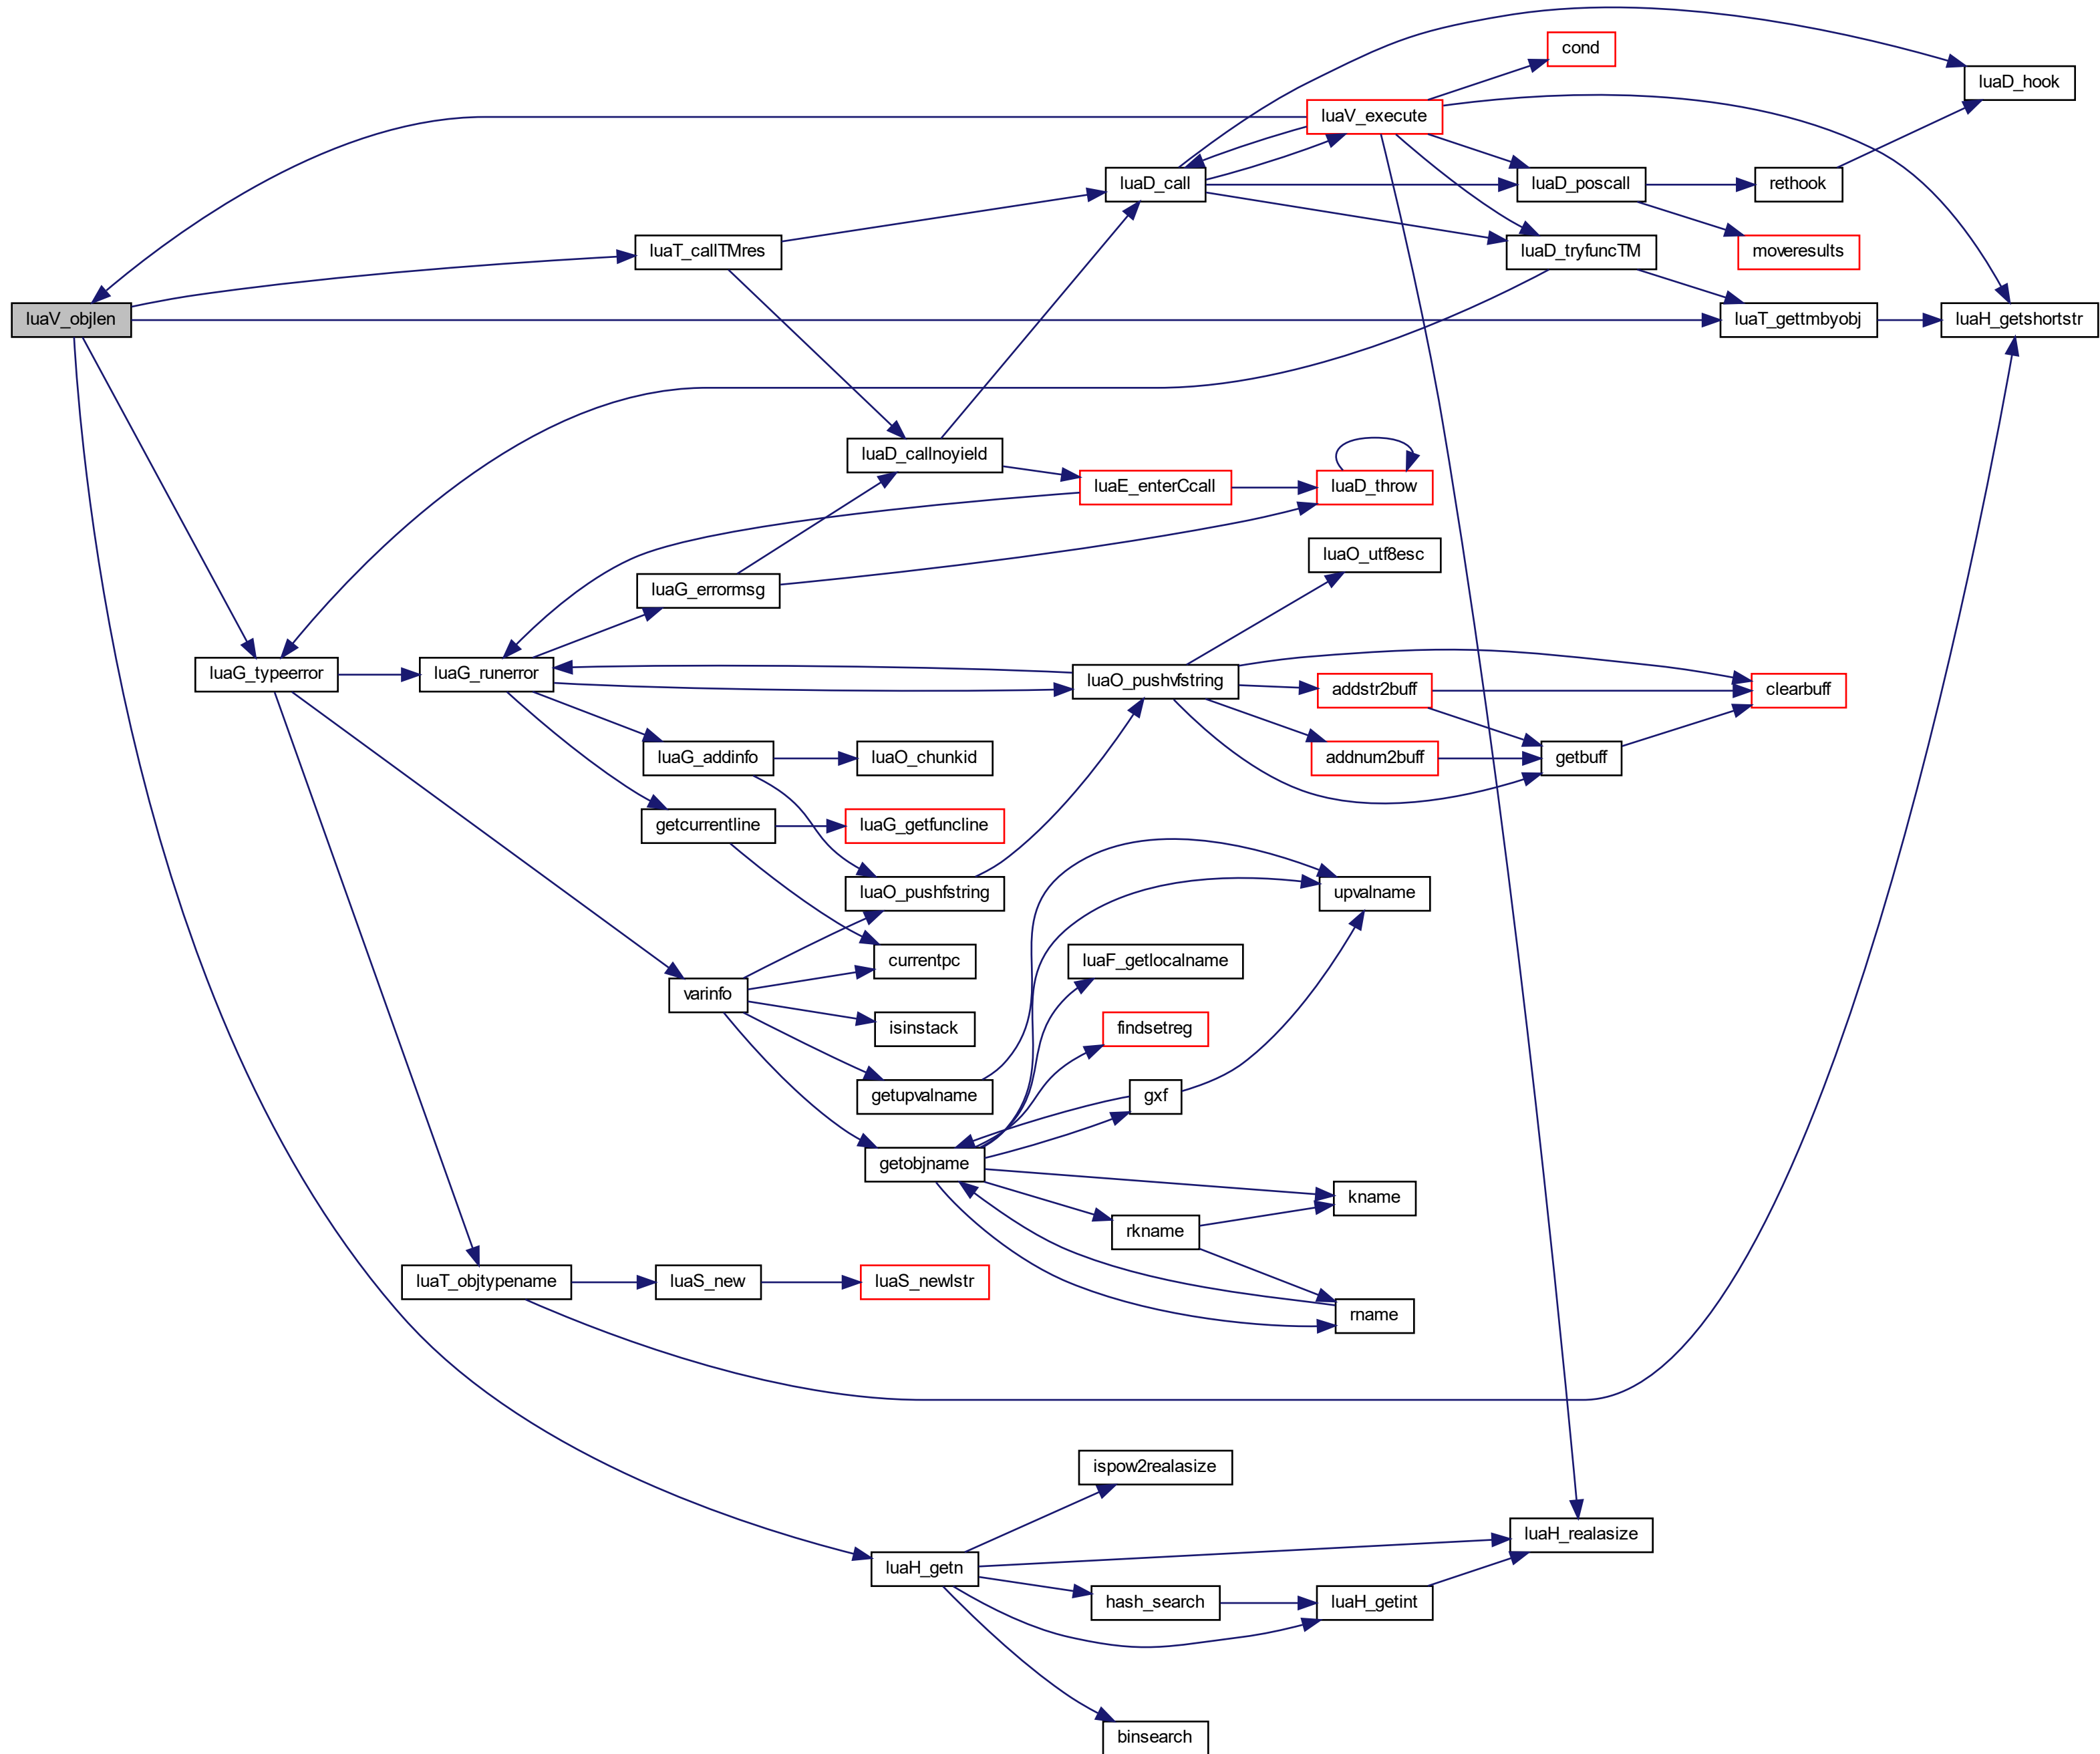 cond
luaD_hook
luaV_execute
luaD_call
luaD_poscall
rethook
luaT_callTMres
luaD_tryfuncTM
moveresults
luaV_objlen
luaT_gettmbyobj
luaH_getshortstr
luaD_callnoyield
luaE_enterCcall
luaD_throw
luaO_utf8esc
luaG_errormsg
luaG_typeerror
luaG_runerror
luaO_pushvfstring
addstr2buff
clearbuff
luaG_addinfo
luaO_chunkid
addnum2buff
getbuff
getcurrentline
luaG_getfuncline
luaO_pushfstring
upvalname
currentpc
luaF_getlocalname
varinfo
isinstack
findsetreg
getupvalname
gxf
getobjname
kname
rkname
luaT_objtypename
luaS_new
luaS_newlstr
rname
ispow2realasize
luaH_realasize
luaH_getn
hash_search
luaH_getint
binsearch